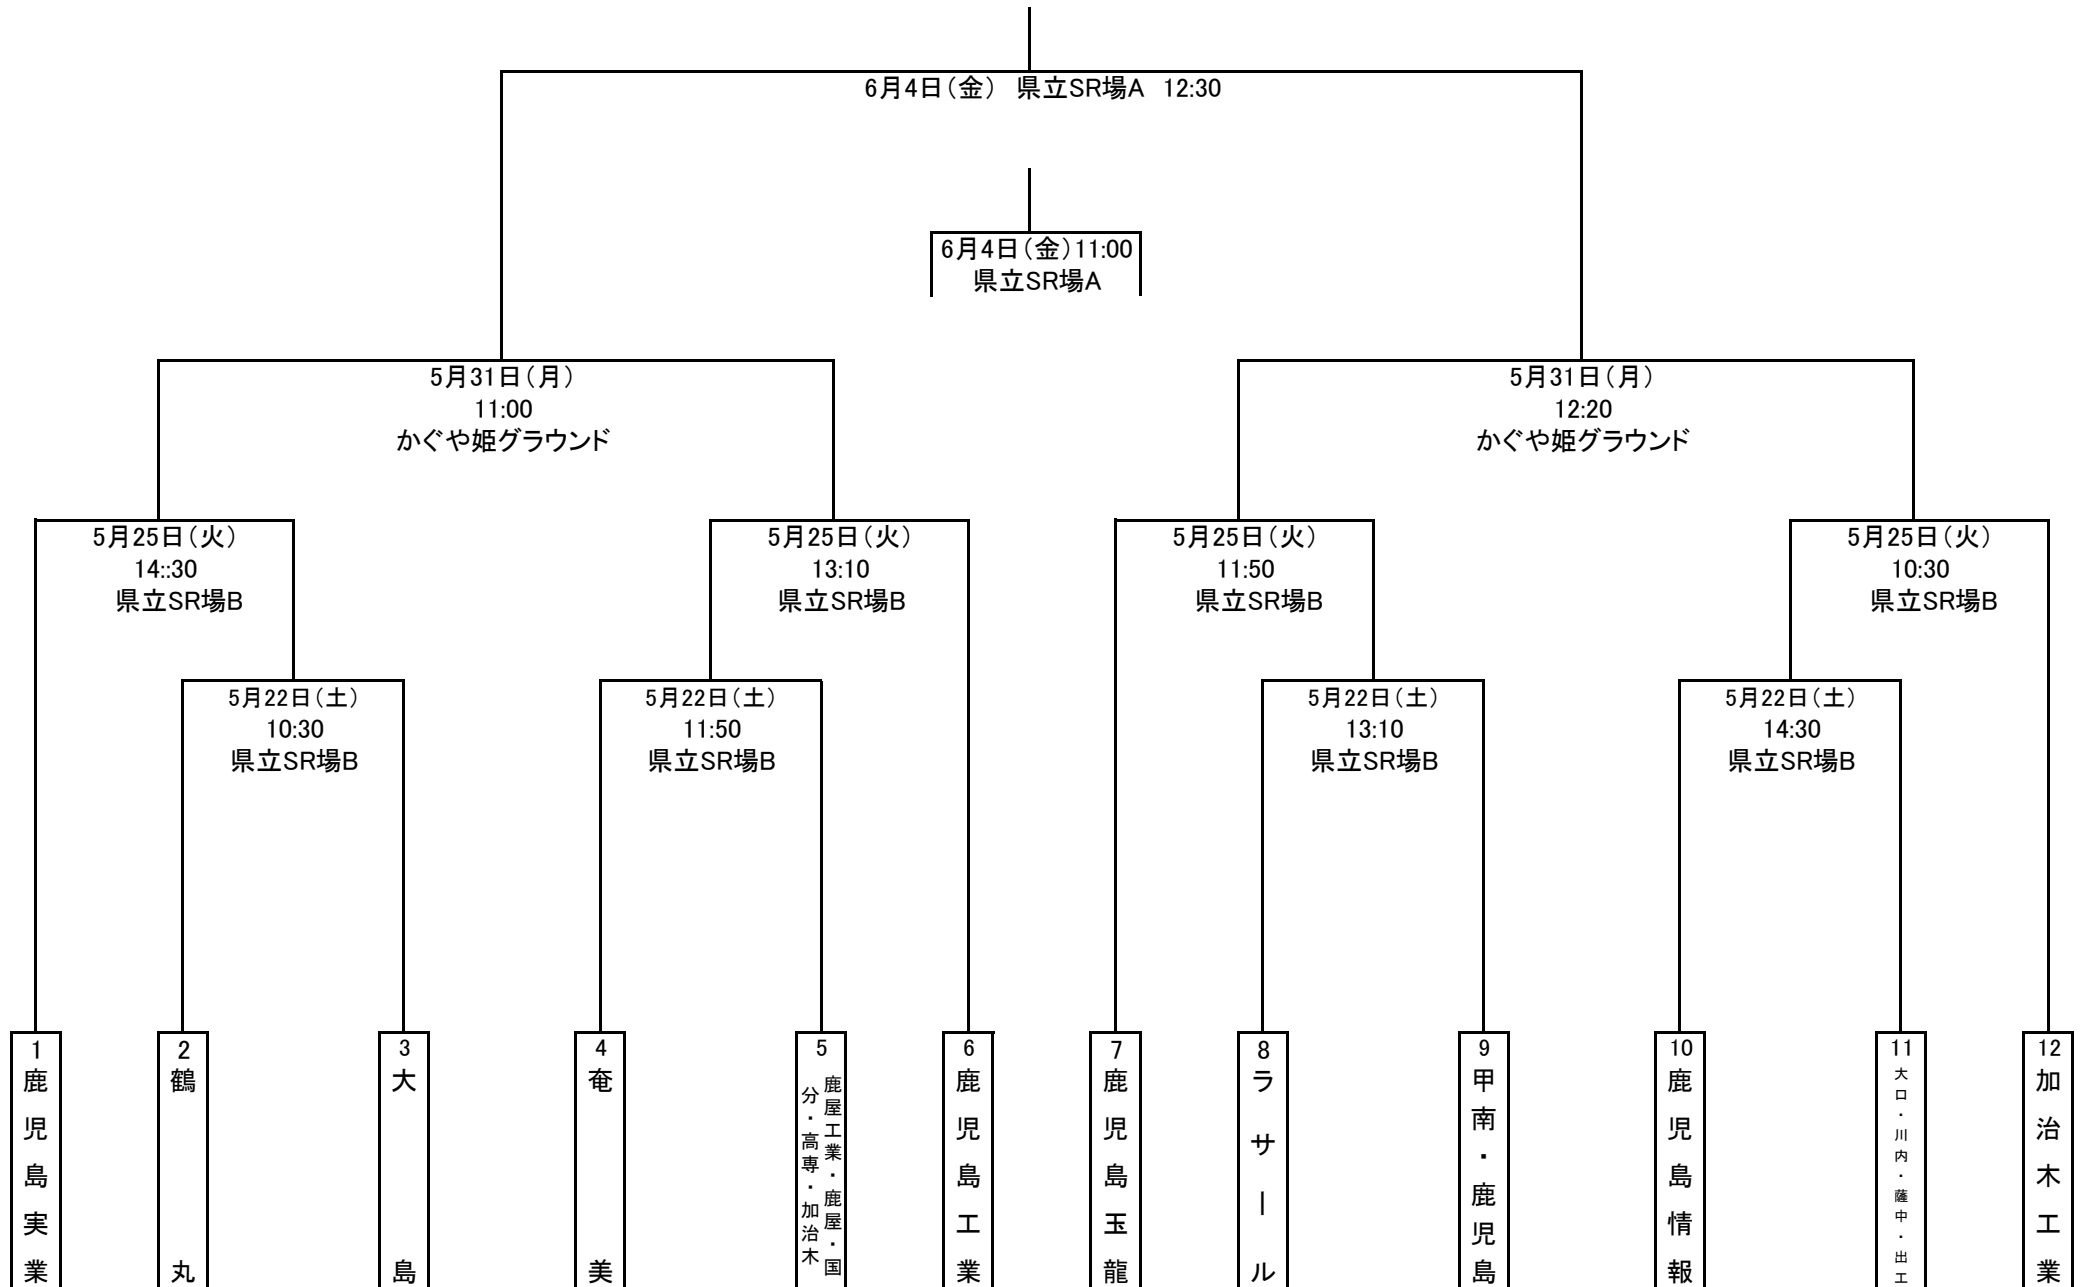 6月4日(金)　県立SR場A　12:30
6月4日(金)11:00
県立SR場A
5月31日(月)
11:00
かぐや姫グラウンド
5月31日(月)
12:20
かぐや姫グラウンド
5月25日(火)
14::30
県立SR場B
5月25日(火)
13:10
県立SR場B
5月25日(火)
11:50
県立SR場B
5月25日(火)
10:30
県立SR場B
5月22日(土)
10:30
県立SR場B
5月22日(土)
11:50
県立SR場B
5月22日(土)
13:10
県立SR場B
5月22日(土)
14:30
県立SR場B
1
鹿児島実業
2
鶴丸
3
大島
4
奄美
5
鹿屋工業・鹿屋・国
分・高専・加治木
6
鹿児島工業
7
鹿児島玉龍
8
ラサール
9
甲南・鹿児島
10
鹿児島情報
11
大口・川内・薩中・出工
12
加治木工業